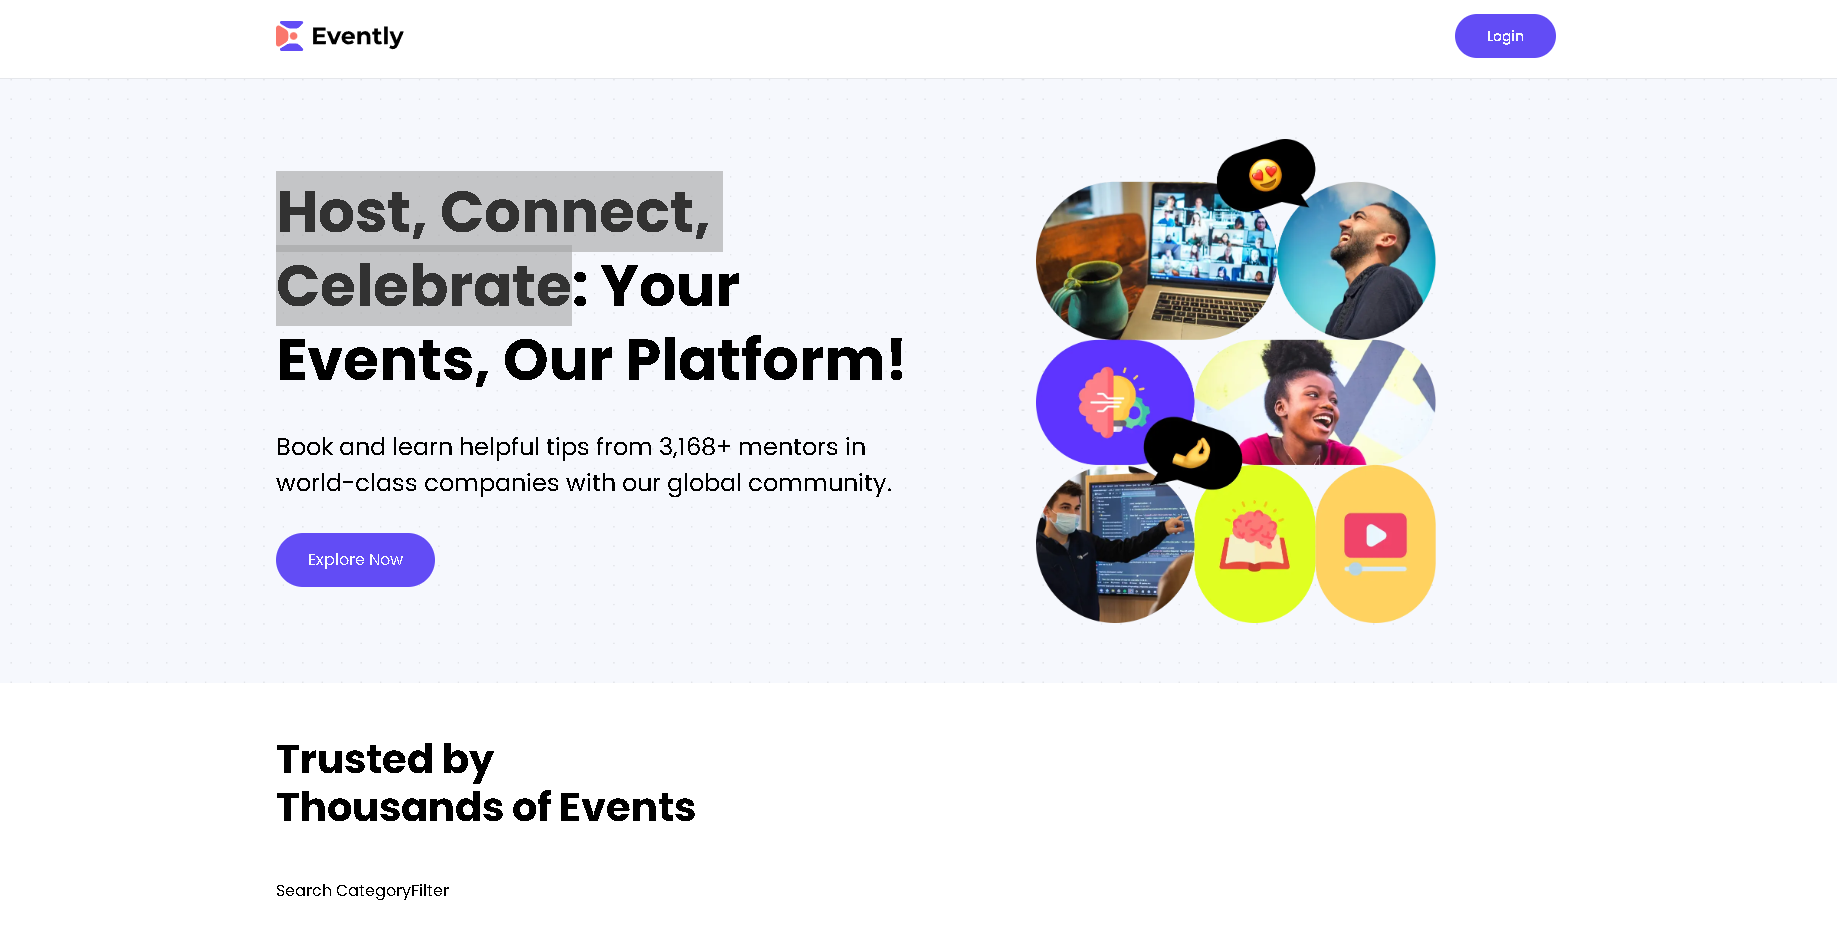 Evently
Login
Host, Connect,
Celebrate: Your
Events, Our Platform!
Book and learn helpful tips from 3,168+ mentors in
world-class companies with our global community.
Explore Now
Trusted by
Thousands of Events
Search CategoryFilter